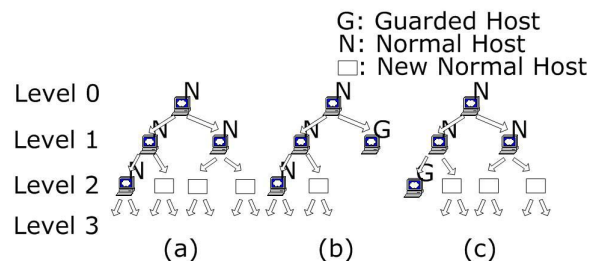 G: Guarded Host
N: Normal Host
: New Normal Host
Level 0
N N N
Level 1
N N N G N N
Level 2
N N G
Level 3
(a) (b) (c)